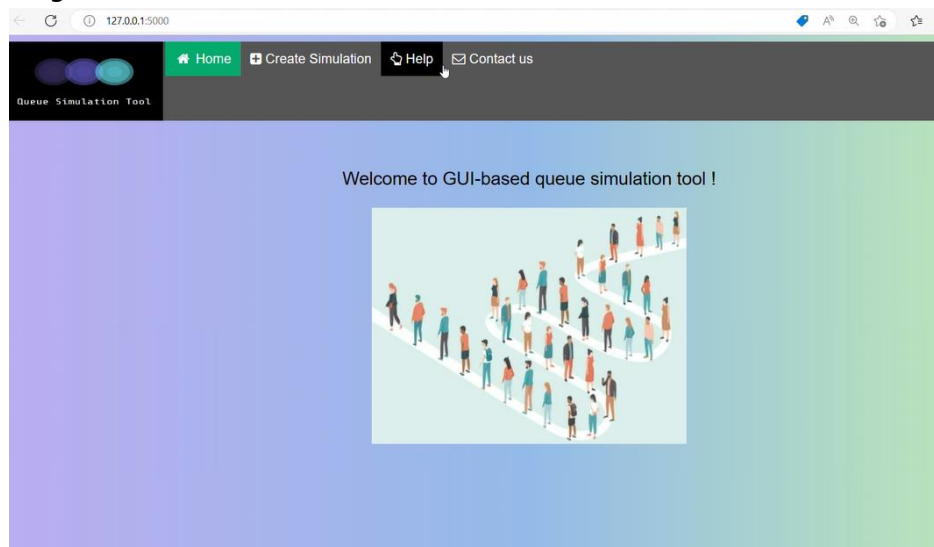 127.0.0.1:5000
Home
Create Simulation
Help
Contact us
Queue Simulation Tool
Welcome to GUI-based queue simulation tool !